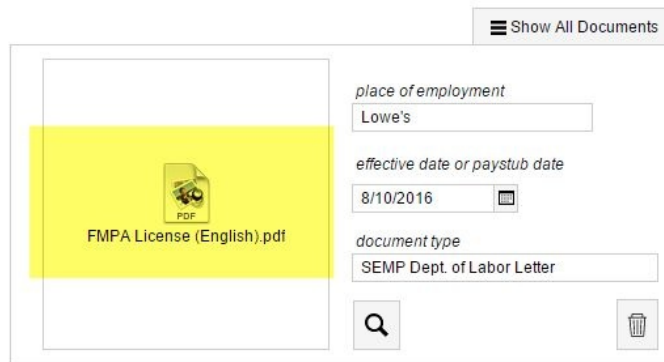 Show All Documents
place of employment
Lowe's
effective date or paystub date
8/10/2016
PDF
FMPA License (English).pdf
document type
SEMP Dept. of Labor Letter